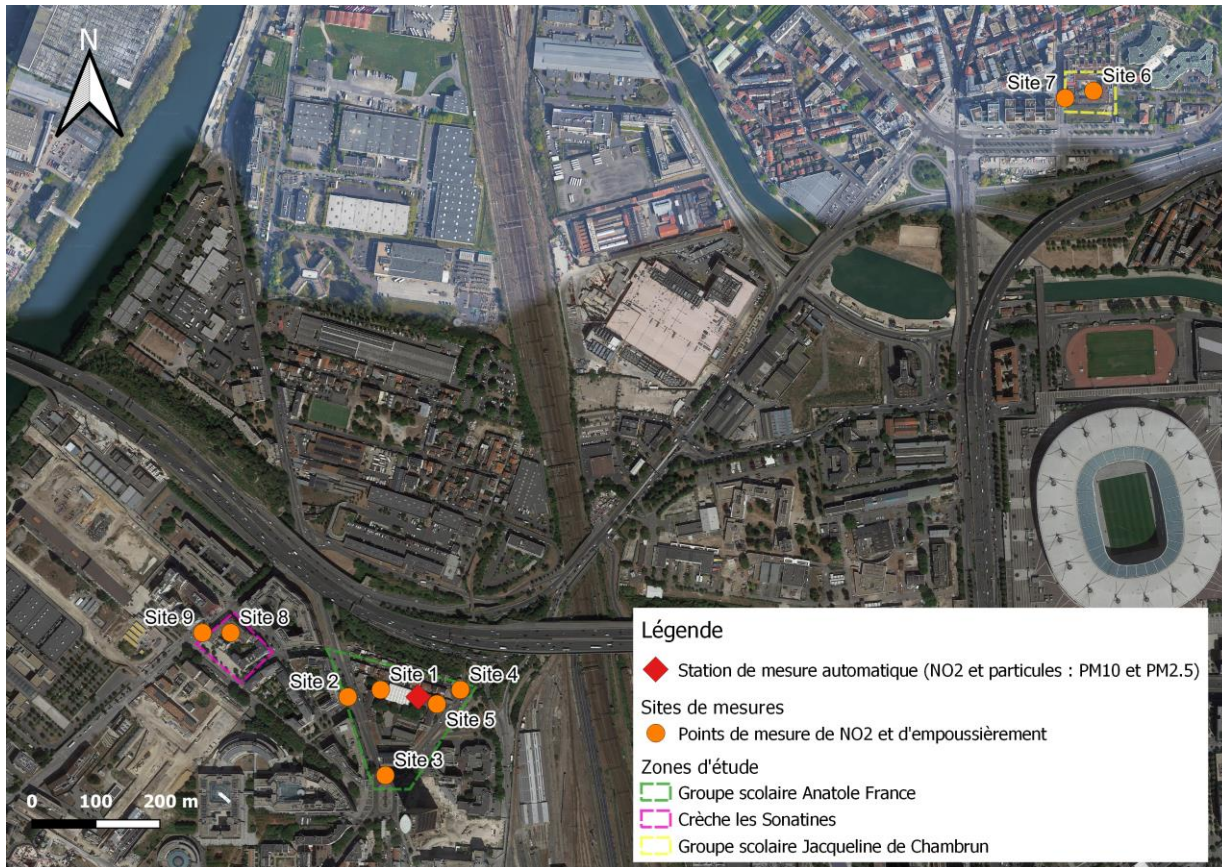 N
Site 7
Site 6
Site 9
Site 8
Site 1
Site 4
Site 2
Site 5
Site 3
0 100 200 m
Légende
Station de mesure automatique (NO2 et particules : PM10 et PM2.5)
Sites de mesures
Points de mesure de NO2 et d'empoussièrement
Zones d'étude
Groupe scolaire Anatole France
Crèche les Sonatines
Groupe scolaire Jacqueline de Chambrun